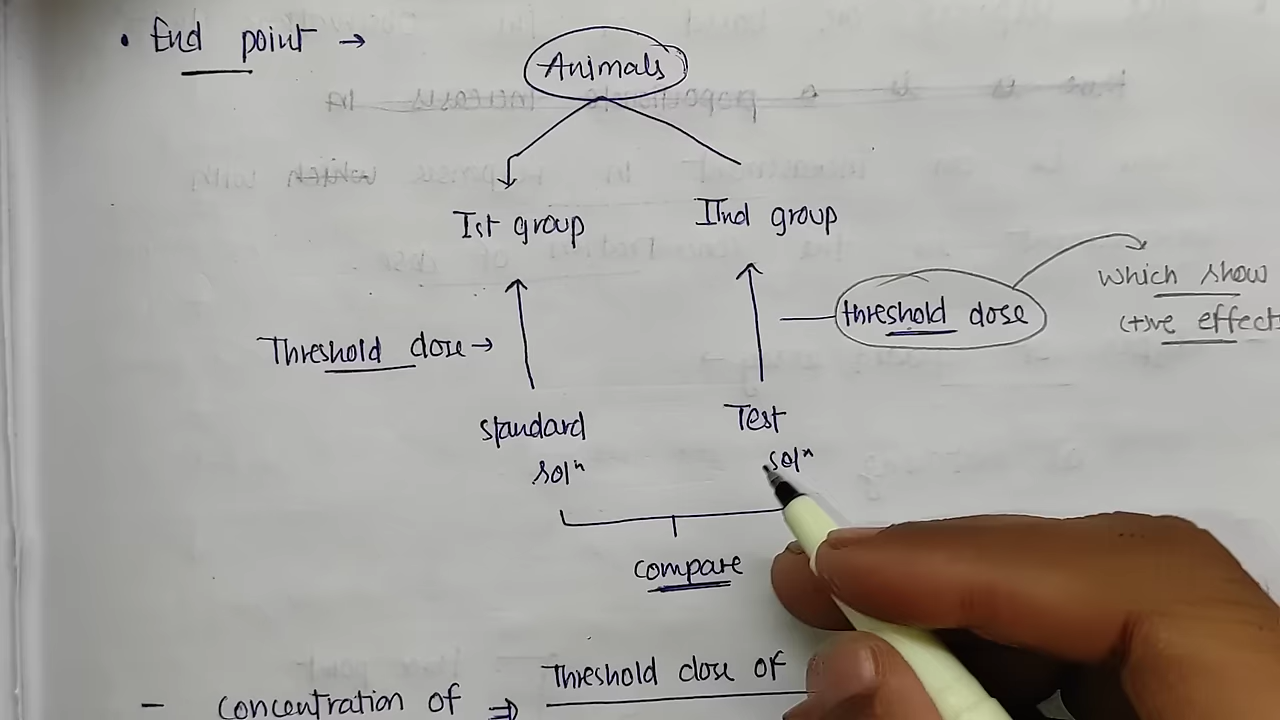 • End point →
Animals
Ist group
IInd group
Threshold dose →
threshold dose
which show
(+)ve effects
standard
solⁿ
Test
solⁿ
compare
Threshold dose of
– concentration of ⇒